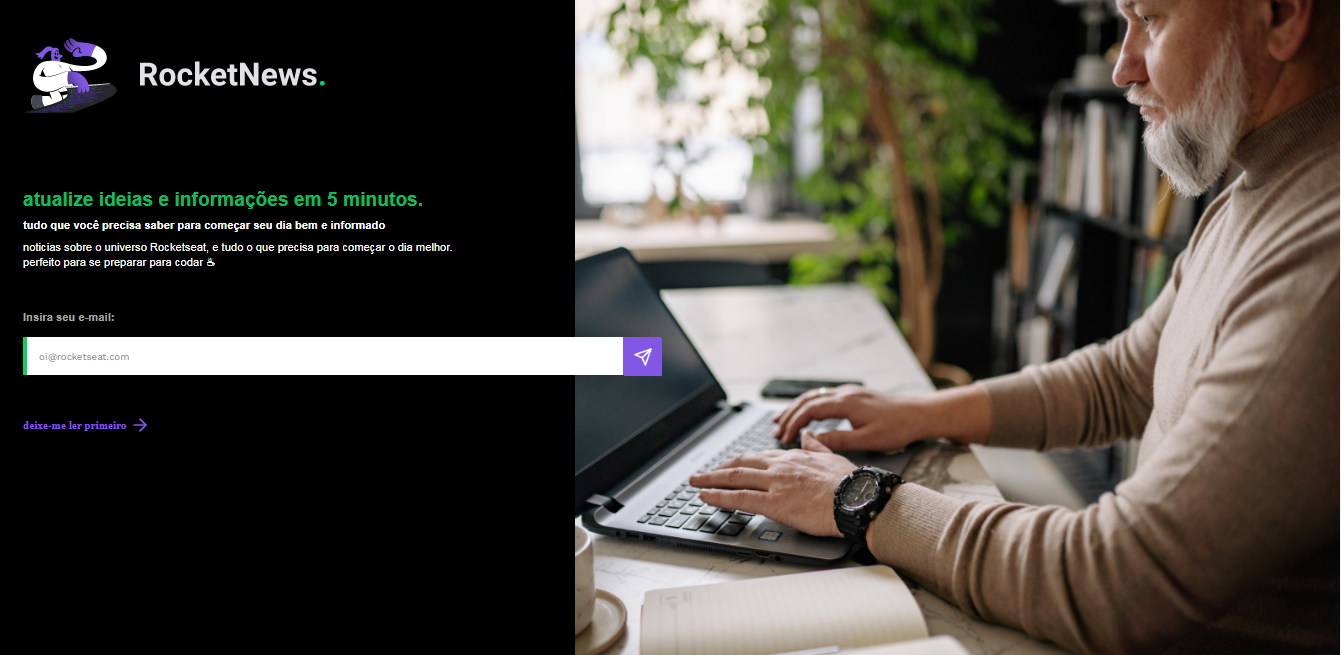 RocketNews.
atualize ideias e informações em 5 minutos.
tudo que você precisa saber para começar seu dia bem e informado
noticias sobre o universo Rocketseat, e tudo o que precisa para começar o dia melhor.
perfeito para se preparar para codar ☕
Insira seu e-mail:
oi@rocketseat.com
deixe-me ler primeiro